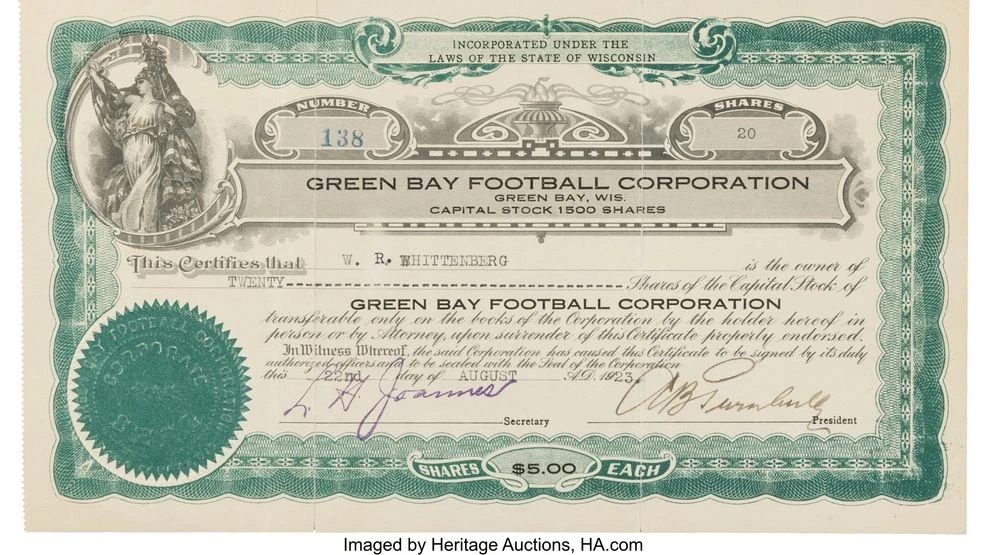 INCORPORATED UNDER THE
LAWS OF THE STATE OF WISCONSIN
NUMBER
138
SHARES
20
GREEN BAY FOOTBALL CORPORATION
GREEN BAY, WIS.
CAPITAL STOCK 1500 SHARES
This Certifies that W. R. WHITTENBERG is the owner of
TWENTY Shares of the Capital Stock of
GREEN BAY FOOTBALL CORPORATION
transferable only on the books of the Corporation by the holder hereof in
person or by Attorney, upon surrender of this Certificate properly endorsed.
In Witness Whereof, the said Corporation has caused this Certificate to be signed by its duly
authorized officers and to be sealed with the Seal of the Corporation
this 22nd day of AUGUST A.D. 1923.
L. H. Joannes Secretary
A B Turnbull President
SHARES $5.00 EACH
Imaged by Heritage Auctions, HA.com